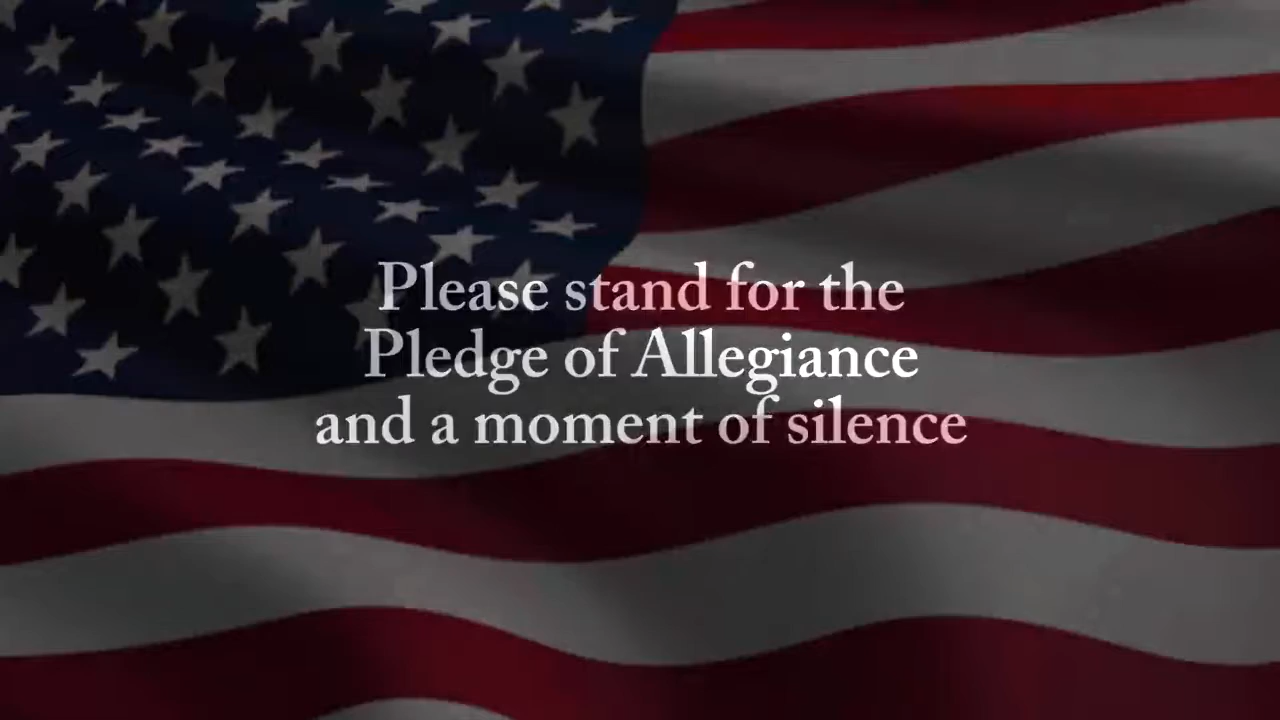 Please stand for the
Pledge of Allegiance
and a moment of silence